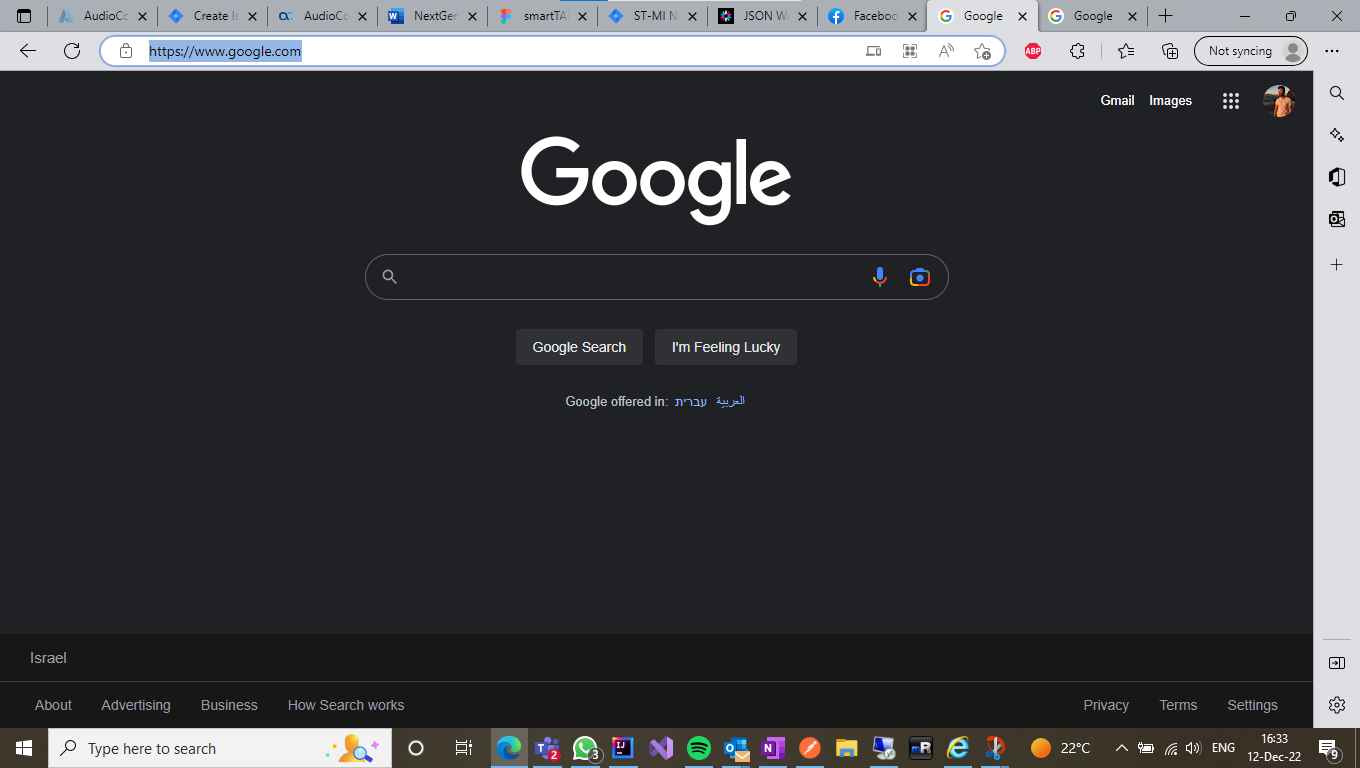 AudioCo
Create Is
AudioCo
NextGen
smartTA
ST-MI N
JSON W
Faceboo
Google
Google
https://www.google.com
ABP
Not syncing
Gmail Images
Google
Google Search I'm Feeling Lucky
Google offered in: עברית العربية
Israel
About Advertising Business How Search works
Privacy Terms Settings
Type here to search
2
3
22°C
ENG
16:33
12-Dec-22
9